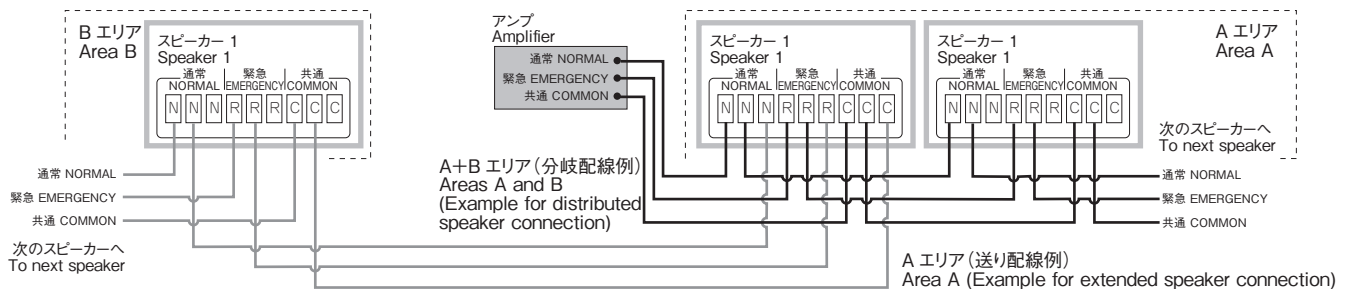 B エリア
Area B
スピーカー 1
Speaker 1
通常 緊急 共通
NORMAL EMERGENCY COMMON
N N N R R R C C C
通常 NORMAL
緊急 EMERGENCY
共通 COMMON
次のスピーカーへ
To next speaker
アンプ
Amplifier
通常 NORMAL
緊急 EMERGENCY
共通 COMMON
A＋B エリア（分岐配線例）
Areas A and B
(Example for distributed
speaker connection)
スピーカー 1
Speaker 1
通常 緊急 共通
NORMAL EMERGENCY COMMON
N N N R R R C C C
スピーカー 1
Speaker 1
通常 緊急 共通
NORMAL EMERGENCY COMMON
N N N R R R C C C
A エリア
Area A
次のスピーカーへ
To next speaker
通常 NORMAL
緊急 EMERGENCY
共通 COMMON
A エリア（送り配線例）
Area A (Example for extended speaker connection)